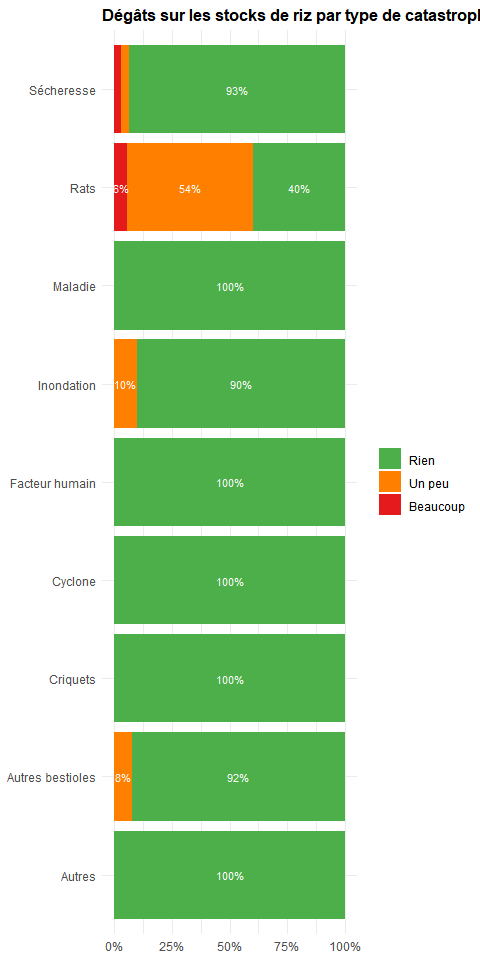 Dégâts sur les stocks de riz par type de catastrop
Sécheresse
93%
Rats
6%
54%
40%
Maladie
100%
Inondation
10%
90%
Rien
Facteur humain
100%
Un peu
Beaucoup
Cyclone
100%
Criquets
100%
Autres bestioles
8%
92%
Autres
100%
0%
25%
50%
75%
100%